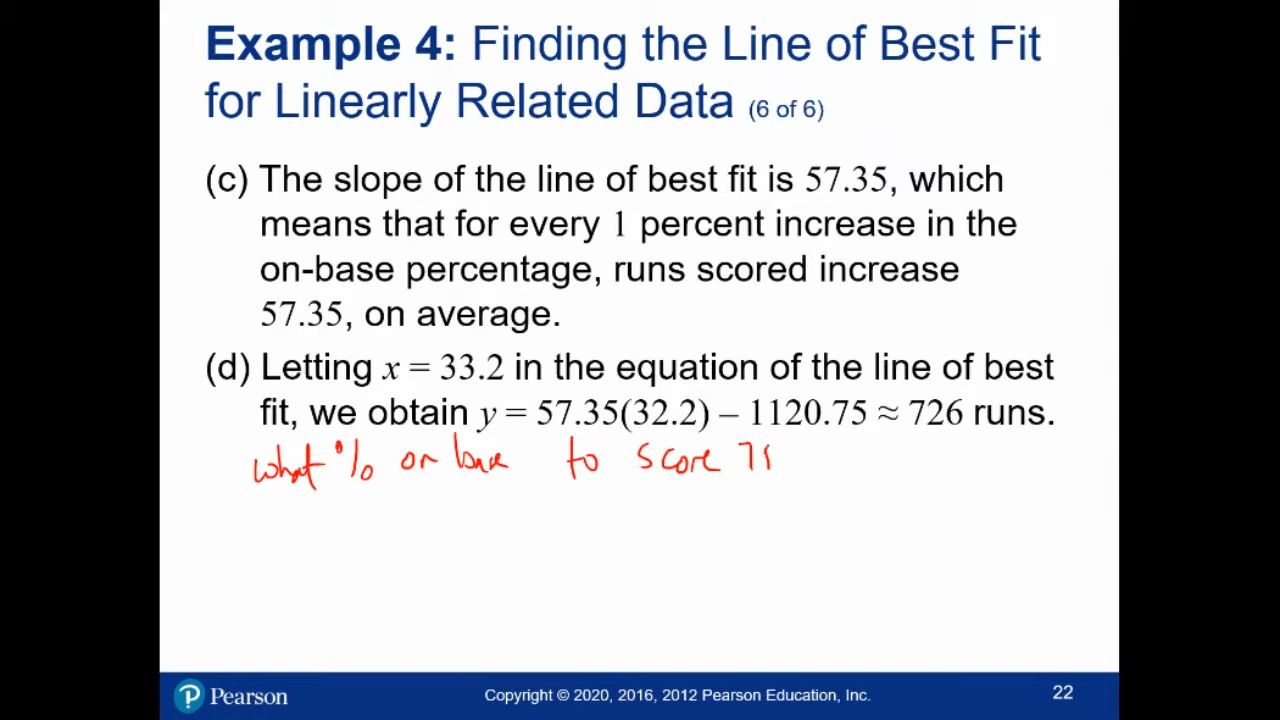 Example 4: Finding the Line of Best Fit
for Linearly Related Data (6 of 6)
(c) The slope of the line of best fit is 57.35, which
means that for every 1 percent increase in the
on-base percentage, runs scored increase
57.35, on average.
(d) Letting x = 33.2 in the equation of the line of best
fit, we obtain y = 57.35(32.2) – 1120.75 ≈ 726 runs.
what % on base to score
Pearson
Copyright © 2020, 2016, 2012 Pearson Education, Inc.
22